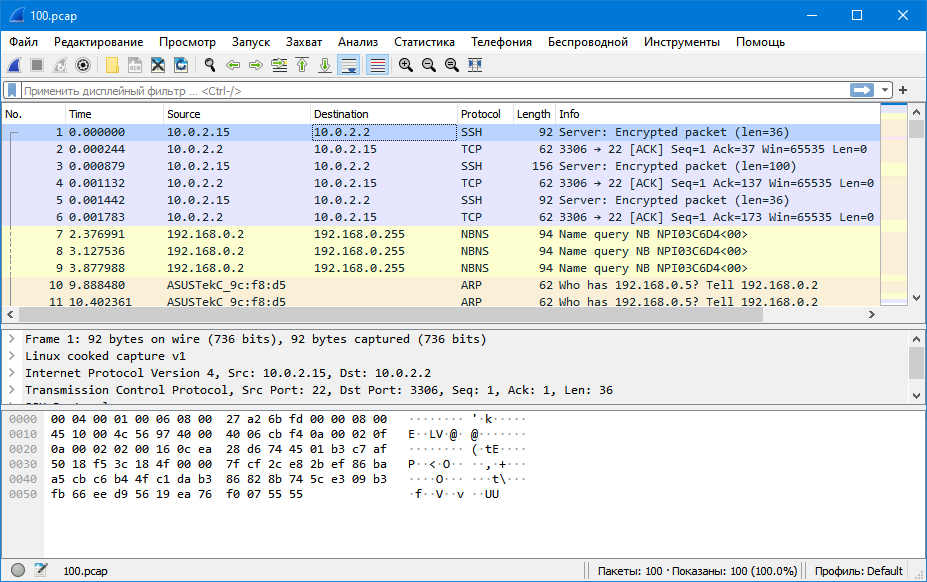 100.pcap
Файл Редактирование Просмотр Запуск Захват Анализ Статистика Телефония Беспроводной Инструменты Помощь
Применить дисплейный фильтр ... <Ctrl-/>
No. Time Source Destination Protocol Length Info
1 0.000000 10.0.2.15 10.0.2.2 SSH 92 Server: Encrypted packet (len=36)
2 0.000244 10.0.2.2 10.0.2.15 TCP 62 3306 → 22 [ACK] Seq=1 Ack=37 Win=65535 Len=0
3 0.000879 10.0.2.15 10.0.2.2 SSH 156 Server: Encrypted packet (len=100)
4 0.001132 10.0.2.2 10.0.2.15 TCP 62 3306 → 22 [ACK] Seq=1 Ack=137 Win=65535 Len=0
5 0.001442 10.0.2.15 10.0.2.2 SSH 92 Server: Encrypted packet (len=36)
6 0.001783 10.0.2.2 10.0.2.15 TCP 62 3306 → 22 [ACK] Seq=1 Ack=173 Win=65535 Len=0
7 2.376991 192.168.0.2 192.168.0.255 NBNS 94 Name query NB NPI03C6D4<00>
8 3.127536 192.168.0.2 192.168.0.255 NBNS 94 Name query NB NPI03C6D4<00>
9 3.877988 192.168.0.2 192.168.0.255 NBNS 94 Name query NB NPI03C6D4<00>
10 9.888480 ASUSTekC_9c:f8:d5 ARP 62 Who has 192.168.0.5? Tell 192.168.0.2
11 10.402361 ASUSTekC_9c:f8:d5 ARP 62 Who has 192.168.0.5? Tell 192.168.0.2
Frame 1: 92 bytes on wire (736 bits), 92 bytes captured (736 bits)
Linux cooked capture v1
Internet Protocol Version 4, Src: 10.0.2.15, Dst: 10.0.2.2
Transmission Control Protocol, Src Port: 22, Dst Port: 3306, Seq: 1, Ack: 1, Len: 36
0000 00 04 00 01 00 06 08 00 27 a2 6b fd 00 00 08 00 ········ '·k·····
0010 45 10 00 4c 56 97 40 00 40 06 cb f4 0a 00 02 0f E··LV·@· @·······
0020 0a 00 02 02 00 16 0c ea 28 d6 74 45 01 b3 c7 af ········ (·tE····
0030 50 18 f5 3c 18 4f 00 00 7f cf 2c e8 2b ef 86 ba P··<·O·· ··,·+···
0040 a5 cb c6 b4 4f c1 da b3 86 82 8b 74 5c e3 09 b3 ····O··· ···t\···
0050 fb 66 ee d9 56 19 ea 76 f0 07 55 55 ·f··V··v ··UU
100.pcap Пакеты: 100 · Показаны: 100 (100.0%) Профиль: Default